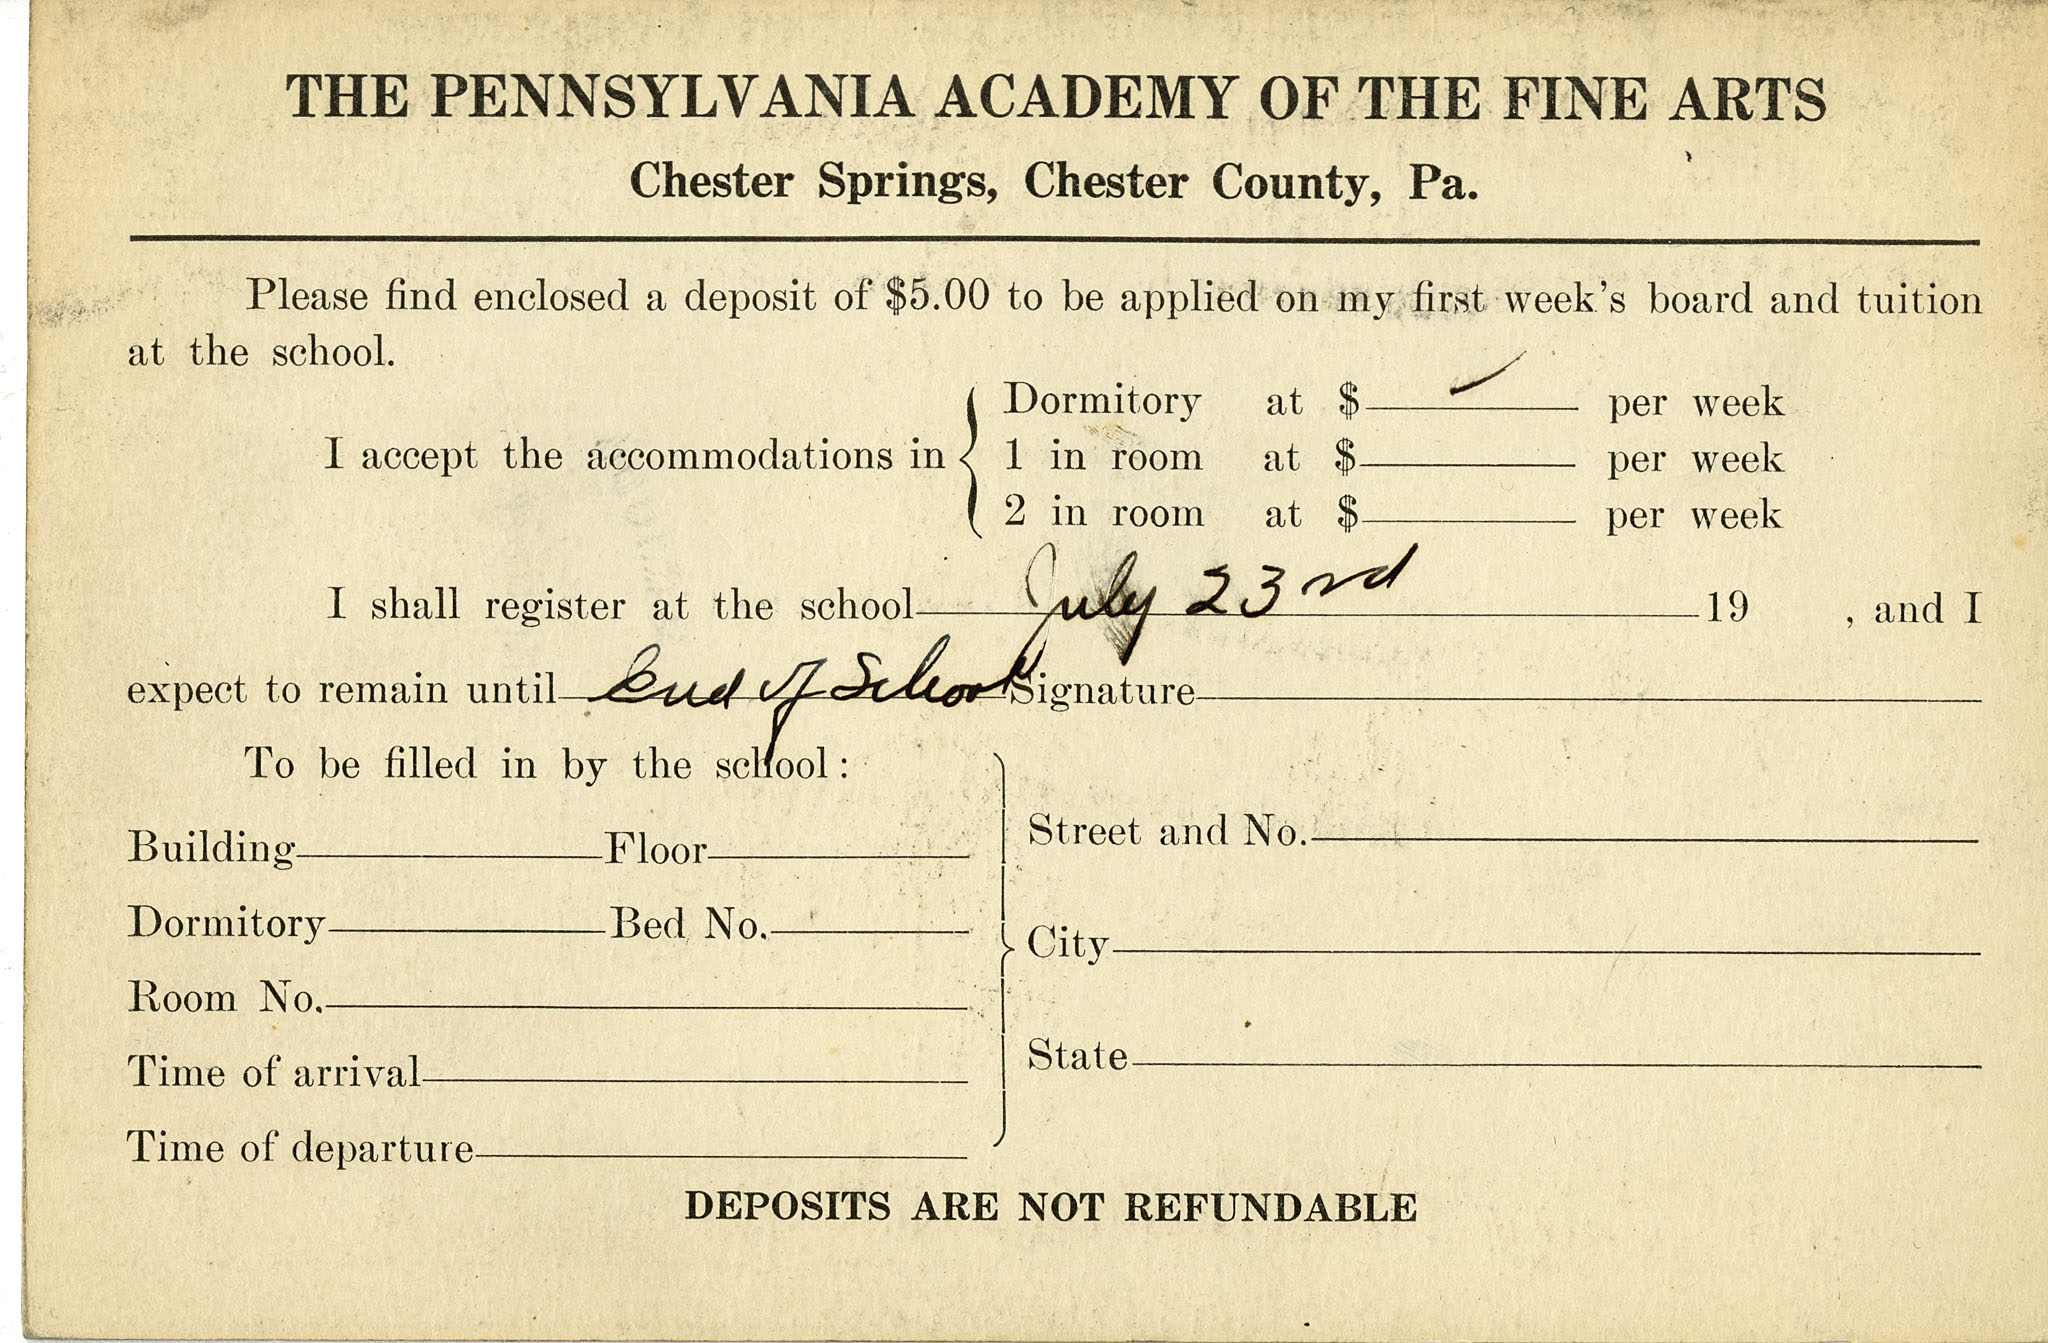 THE PENNSYLVANIA ACADEMY OF THE FINE ARTS
Chester Springs, Chester County, Pa.
Please find enclosed a deposit of $5.00 to be applied on my first week's board and tuition
at the school.
I accept the accommodations in
Dormitory at $ per week
1 in room at $ per week
2 in room at $ per week
I shall register at the school July 23rd 19 , and I
expect to remain until End of School Signature
To be filled in by the school:
Building Floor
Dormitory Bed No.
Room No.
Time of arrival
Time of departure
Street and No.
City
State
DEPOSITS ARE NOT REFUNDABLE